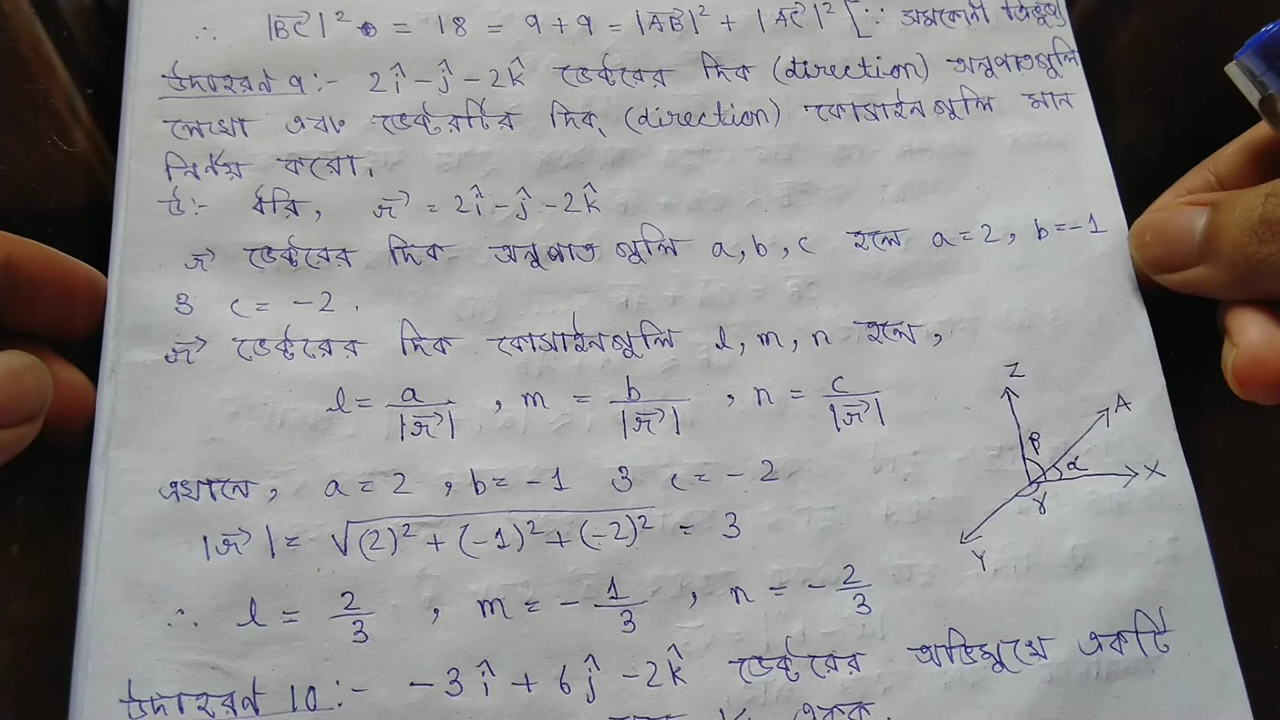 ∴ |BC→|² = 18 = 9 + 9 = |AB→|² + |AC→|² [∵ সমকোনী ত্রিভুজ
উদাহরণ 9:- 2î - ĵ - 2k̂ ভেক্টরের দিক (direction) অনুপাতগুলি
লেখো এবং ভেক্টরটির দিক্ (direction) কোসাইনগুলি মান
নির্ণয় করো।
উ:- ধরি, r→ = 2î - ĵ - 2k̂
r→ ভেক্টরের দিক অনুপাত গুলি a, b, c হলে a = 2, b = -1
ও c = -2.
r→ ভেক্টরের দিক কোসাইনগুলি l, m, n হলে,
l = a/|r→| , m = b/|r→| , n = c/|r→|
এখানে, a = 2 , b = -1 ও c = -2
|r→| = √(2)² + (-1)² + (-2)² = 3
∴ l = 2/3 , m = - 1/3 , n = - 2/3
Z
A
β
α
X
γ
Y
উদাহরণ 10:- -3î + 6ĵ - 2k̂ ভেক্টরের অভিমুখে একটি
একক